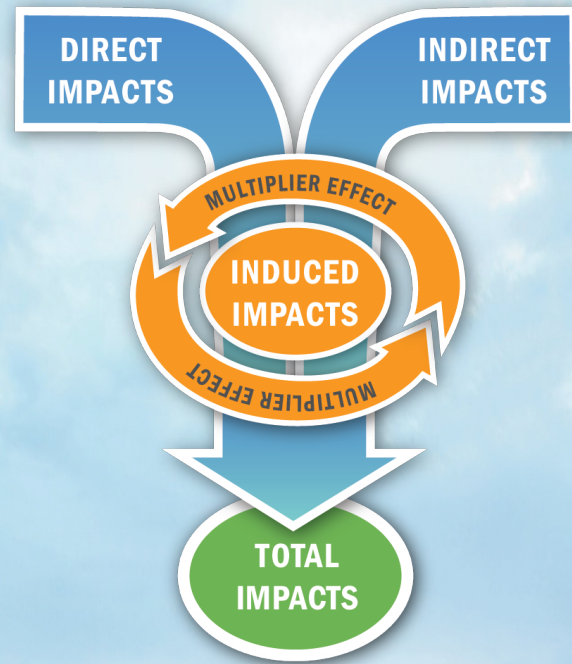 DIRECT
IMPACTS
INDIRECT
IMPACTS
MULTIPLIER EFFECT
INDUCED
IMPACTS
MULTIPLIER EFFECT
TOTAL
IMPACTS